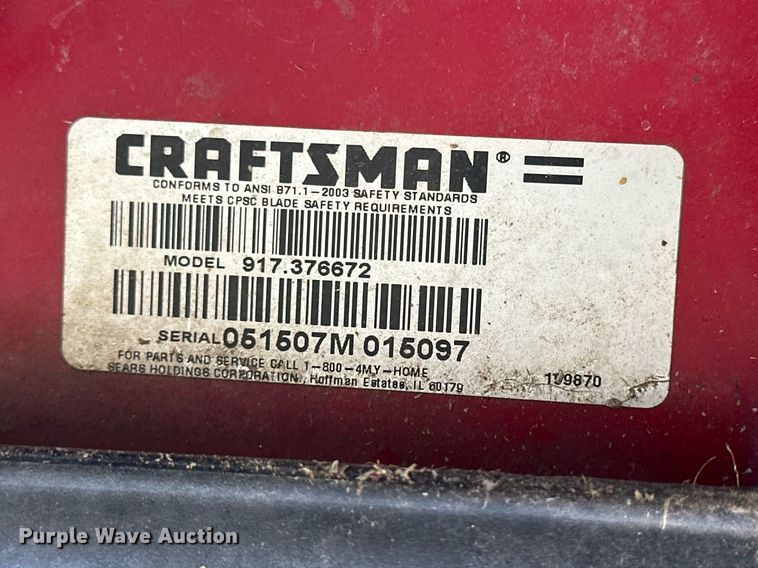 CRAFTSMAN®
CONFORMS TO ANSI B71.1-2003 SAFETY STANDARDS
MEETS CPSC BLADE SAFETY REQUIREMENTS
MODEL 917.376672
SERIAL 051507M 015097
FOR PARTS AND SERVICE CALL 1-800-4MY-HOME
SEARS HOLDINGS CORPORATION., Hoffman Estates, IL 60179
Purple Wave Auction